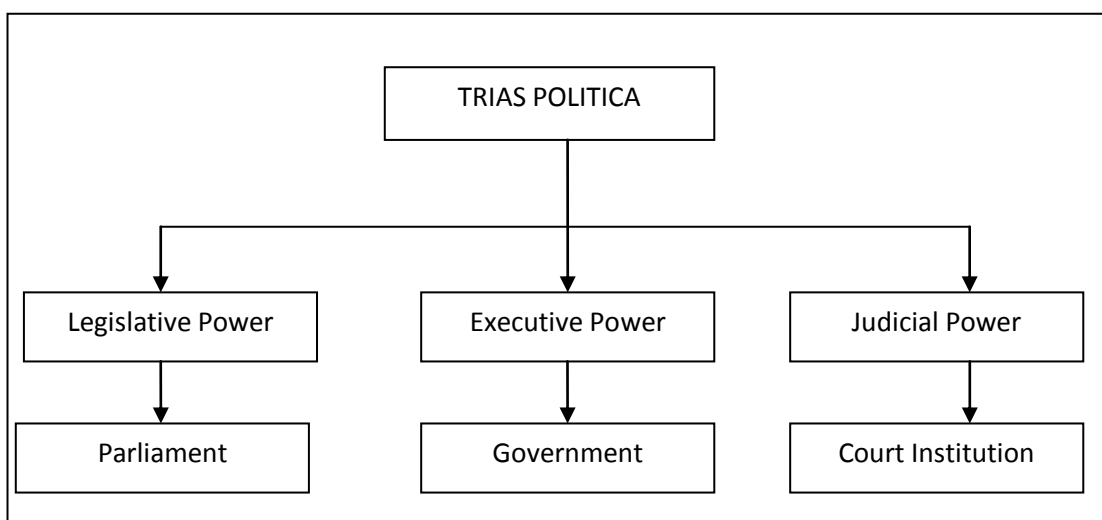 TRIAS POLITICA
Legislative Power
Executive Power
Judicial Power
Parliament
Government
Court Institution